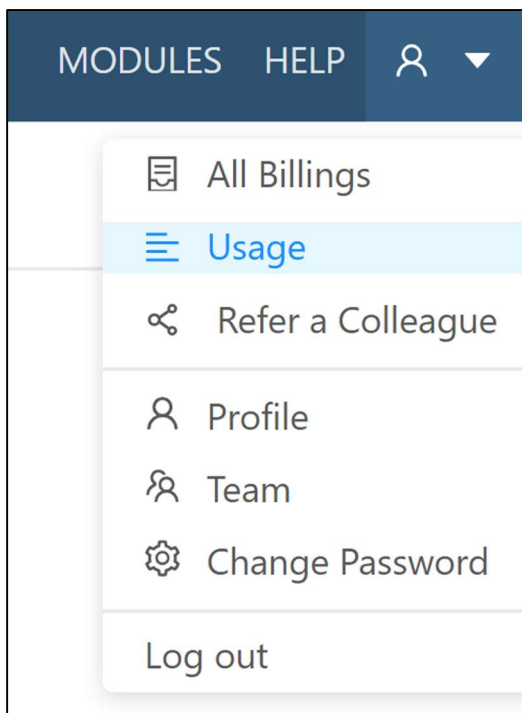 MODULES HELP
All Billings
Usage
Refer a Colleague
Profile
Team
Change Password
Log out